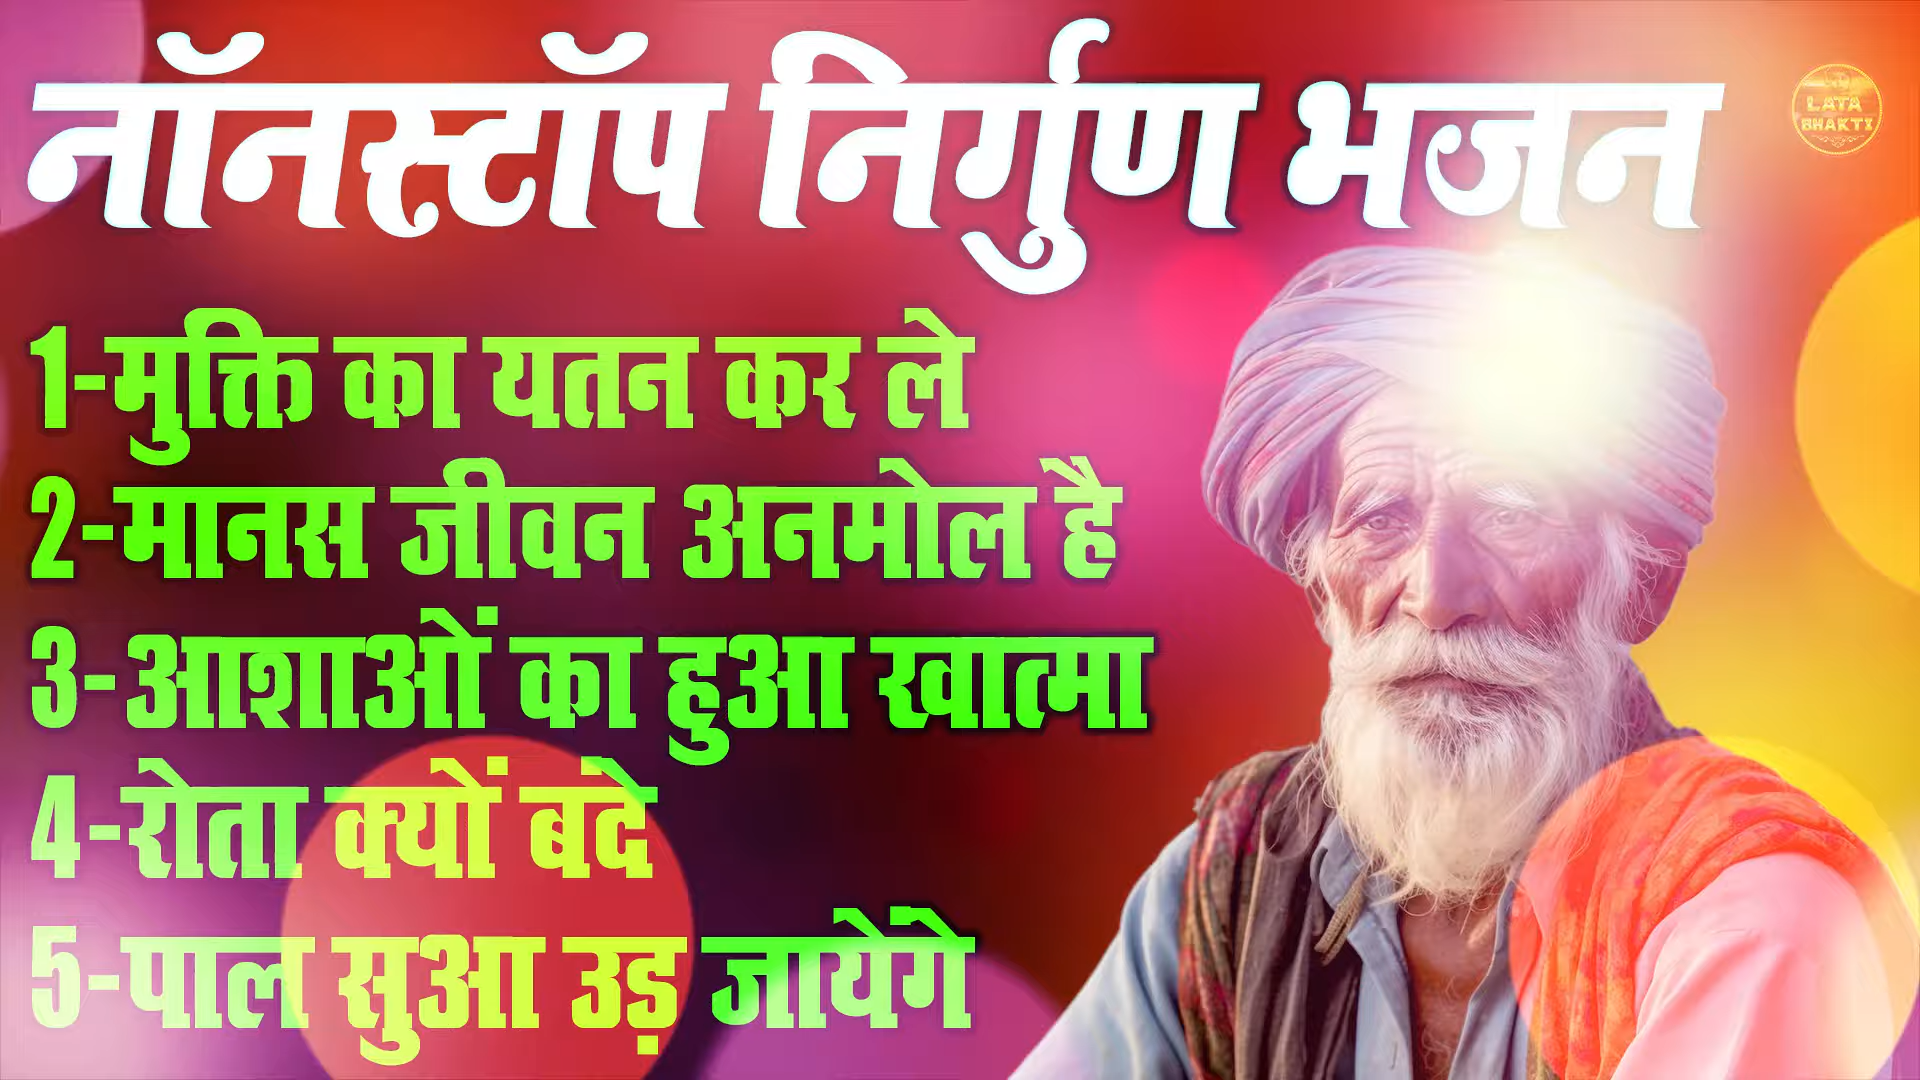 नॉनस्टॉप निर्गुण भजन
LATA
BHAKTI
1-मुक्ति का यतन कर ले
2-मानस जीवन अनमोल है
3-आशाओं का हुआ खात्मा
4-रोता क्यों बंदे
5-पाल सुआ उड़ जायेंगे